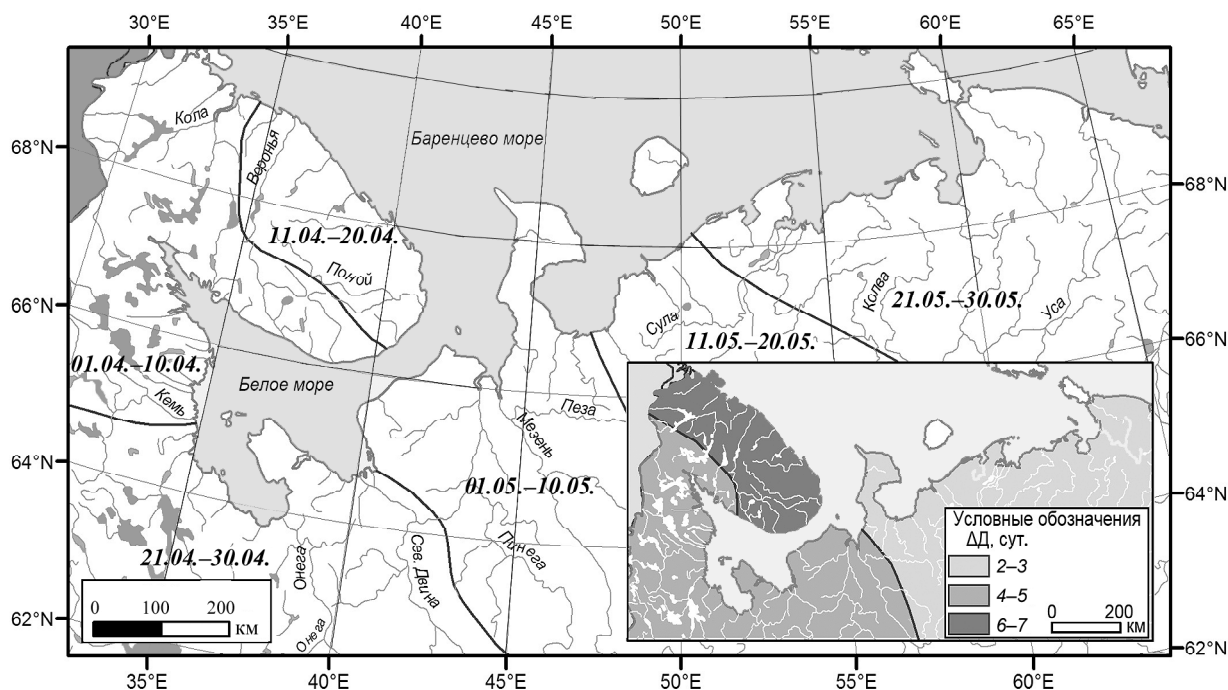 30°E 35°E 40°E 45°E 50°E 55°E 60°E 65°E
68°N
66°N
64°N
62°N
68°N
66°N
64°N
62°N
Кола
Воронья
Баренцево море
11.04.–20.04.
Поной
Колва
21.05.–30.05.
Уса
Сула
11.05.–20.05.
01.04.–10.04.
Белое море
Кемь
Пеза
Мезень
01.05.–10.05.
Пинега
21.04.–30.04.
Онега
Сев. Двина
Онега
0 100 200
км
Условные обозначения
ΔД, сут.
2–3
4–5
6–7
0 200
км
35°E 40°E 45°E 50°E 55°E 60°E